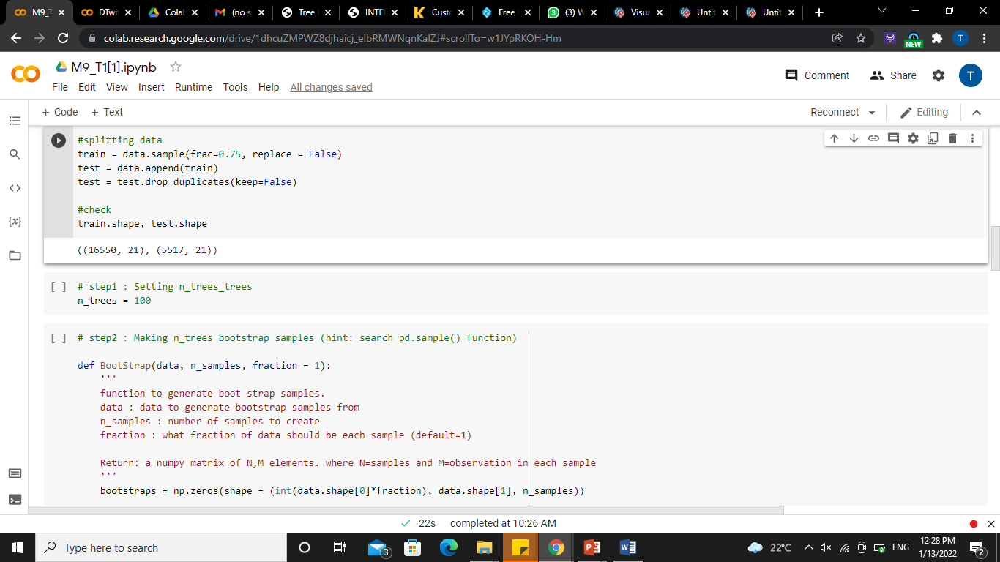 M9_T
DTwit
Colal
(no s
Tree
INTE
Custo
Free
(3) W
Visua
Untit
Untit
colab.research.google.com/drive/1dhcuZMPWZ8djhaicj_elbRMWNqnKalZJ#scrollTo=w1JYpRKOH-Hm
NEW
T
M9_T1[1].ipynb
Comment
Share
T
File Edit View Insert Runtime Tools Help All changes saved
+ Code + Text
Reconnect
Editing
#splitting data
train = data.sample(frac=0.75, replace = False)
test = data.append(train)
test = test.drop_duplicates(keep=False)
#check
train.shape, test.shape
((16550, 21), (5517, 21))
[ ] # step1 : Setting n_trees_trees
n_trees = 100
[ ] # step2 : Making n_trees bootstrap samples (hint: search pd.sample() function)
def BootStrap(data, n_samples, fraction = 1):
'''
function to generate boot strap samples.
data : data to generate bootstrap samples from
n_samples : number of samples to create
fraction : what fraction of data should be each sample (default=1)
Return: a numpy matrix of N,M elements. where N=samples and M=observation in each sample
'''
bootstraps = np.zeros(shape = (int(data.shape[0]*fraction), data.shape[1], n_samples))
22s completed at 10:26 AM
Type here to search
3
22°C
ENG
12:28 PM
1/13/2022
2